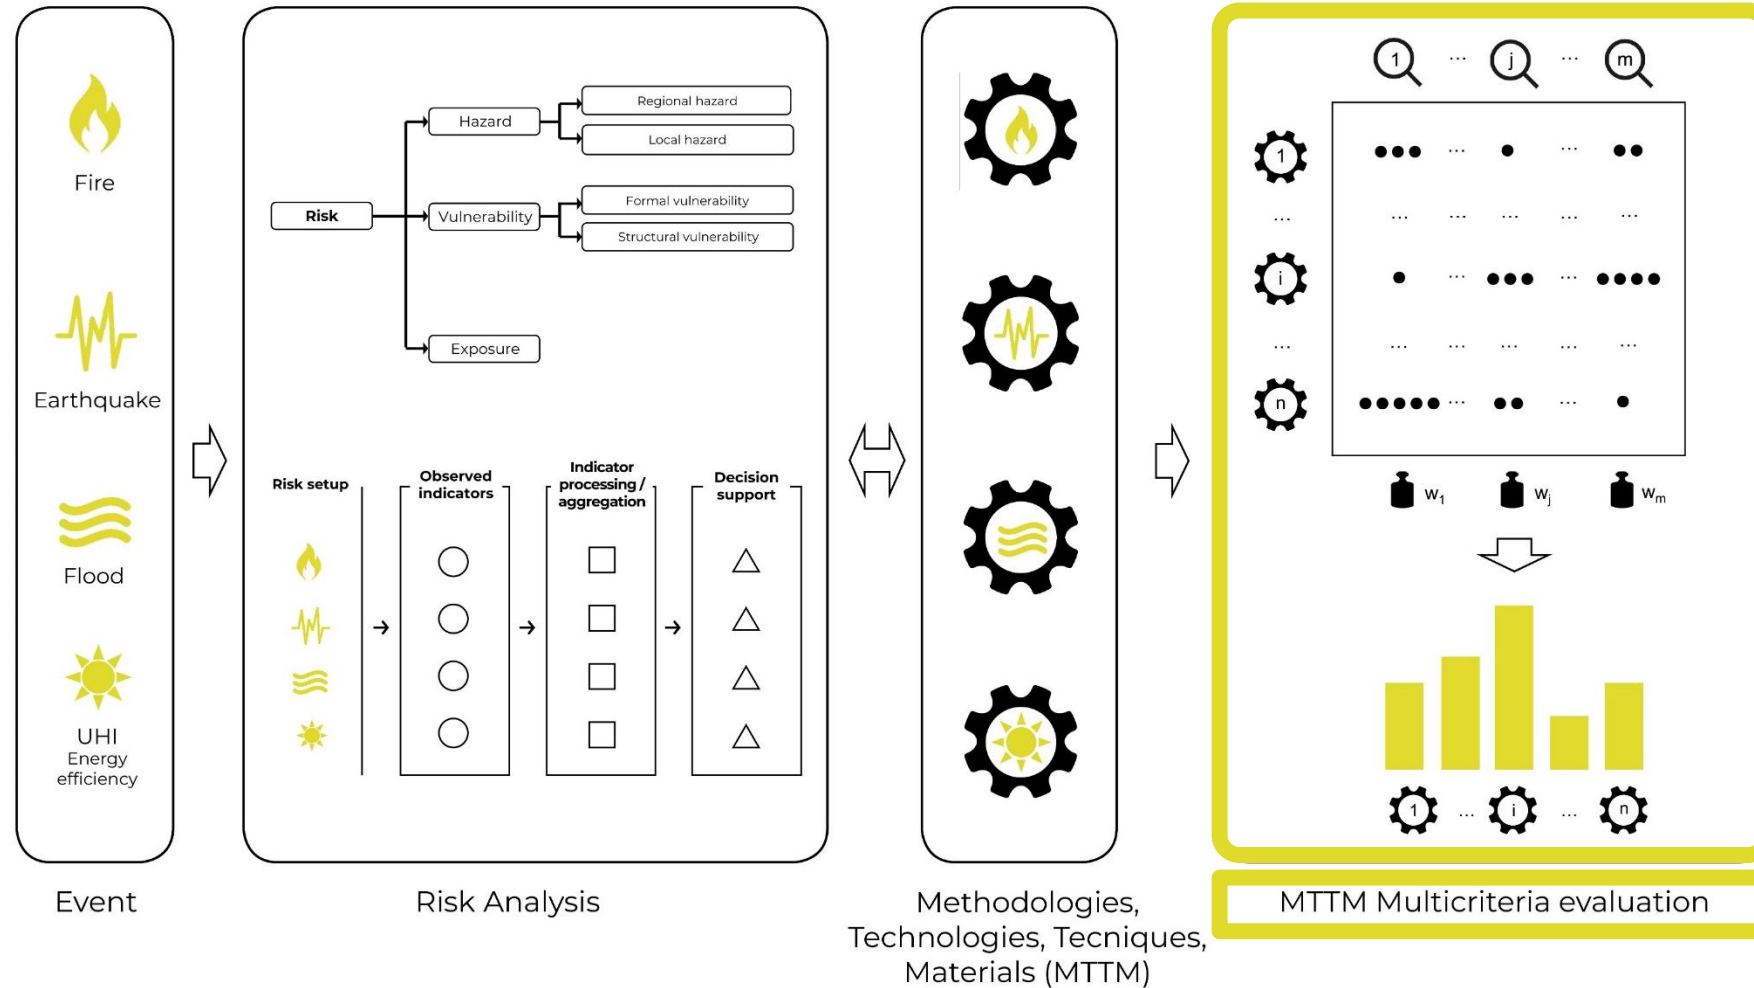 Fire
Earthquake
Flood
UHI
Energy
efficiency
Event
Risk
Hazard
Regional hazard
Local hazard
Vulnerability
Formal vulnerability
Structural vulnerability
Exposure
Risk setup
Observed
indicators
Indicator
processing /
aggregation
Decision
support
Risk Analysis
Methodologies,
Technologies, Tecniques,
Materials (MTTM)
1 ... j ... m
1 ... ...
... ... ... ... ... ...
i ... ...
... ... ... ... ... ...
n ... ...
w1 wj wm
1 ... i ... n
MTTM Multicriteria evaluation